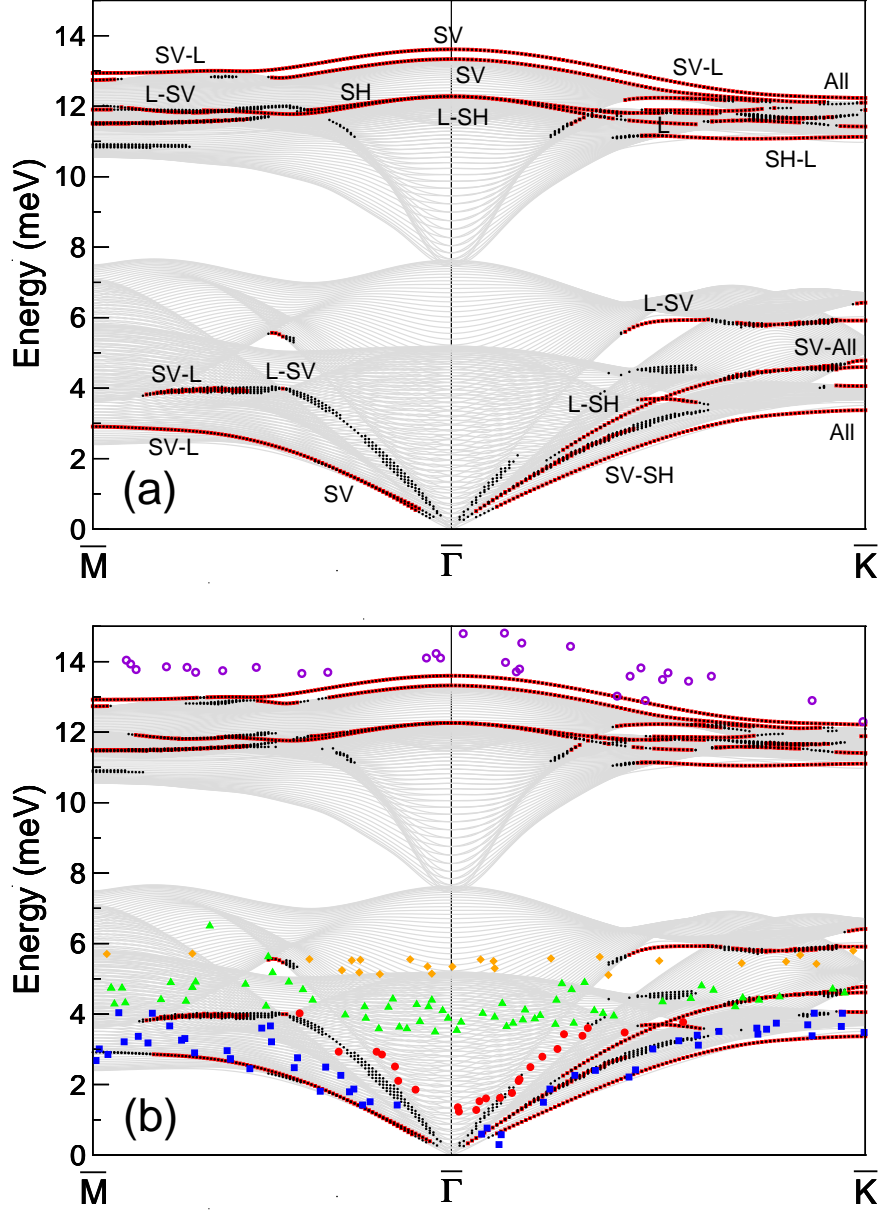 14
SV
SV-L
SV
SV-L
All
12
L-SV
SH
L-SH
L
SH-L
10
Energy (meV)
8
6
L-SV
SV-All
4
SV-L
L-SV
L-SH
SV-L
All
2
SV
SV-SH
(a)
0
M̅
Γ̅
K̅
14
12
10
Energy (meV)
8
6
4
2
(b)
0
M̅
Γ̅
K̅